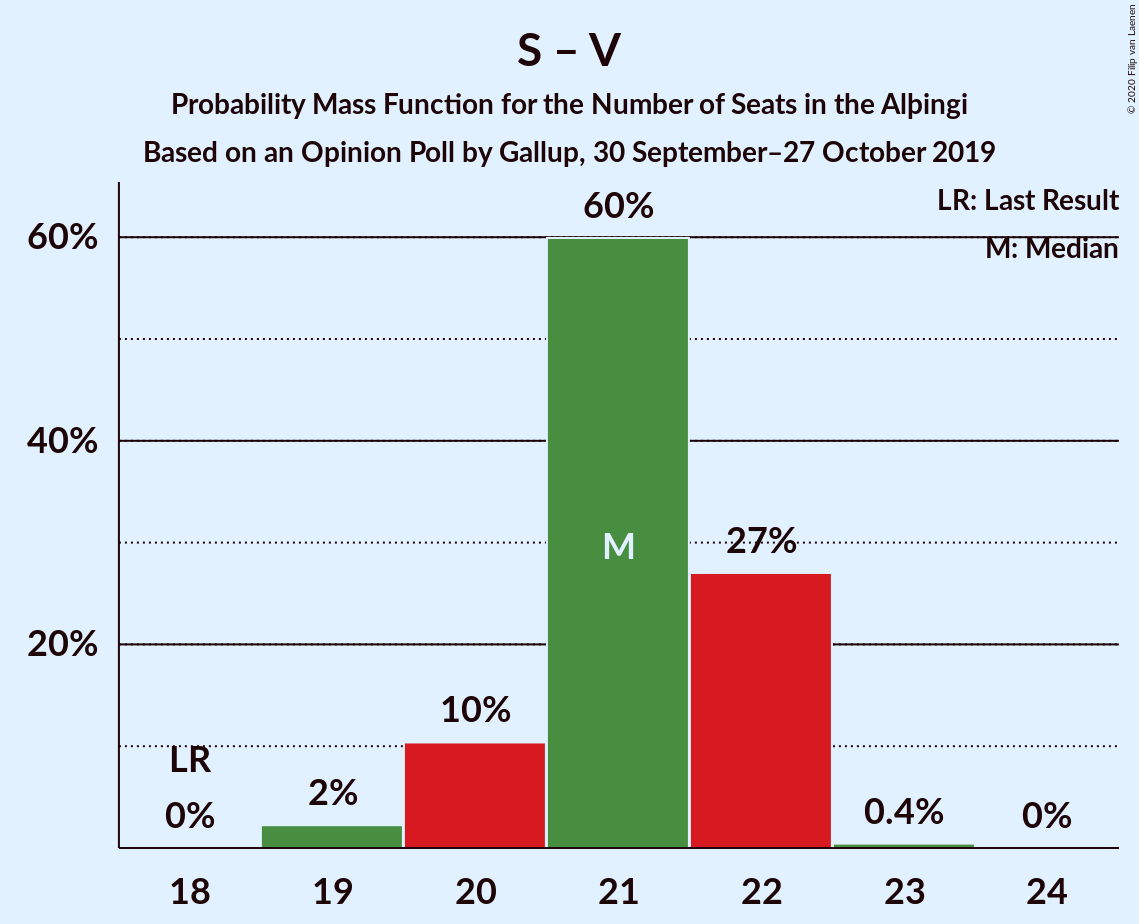 S – V
Probability Mass Function for the Number of Seats in the Alþingi
Based on an Opinion Poll by Gallup, 30 September–27 October 2019
© 2020 Filip van Laenen
LR: Last Result
M: Median
60%
40%
20%
LR
0%
2%
10%
60%
M
27%
0.4%
0%
18 19 20 21 22 23 24